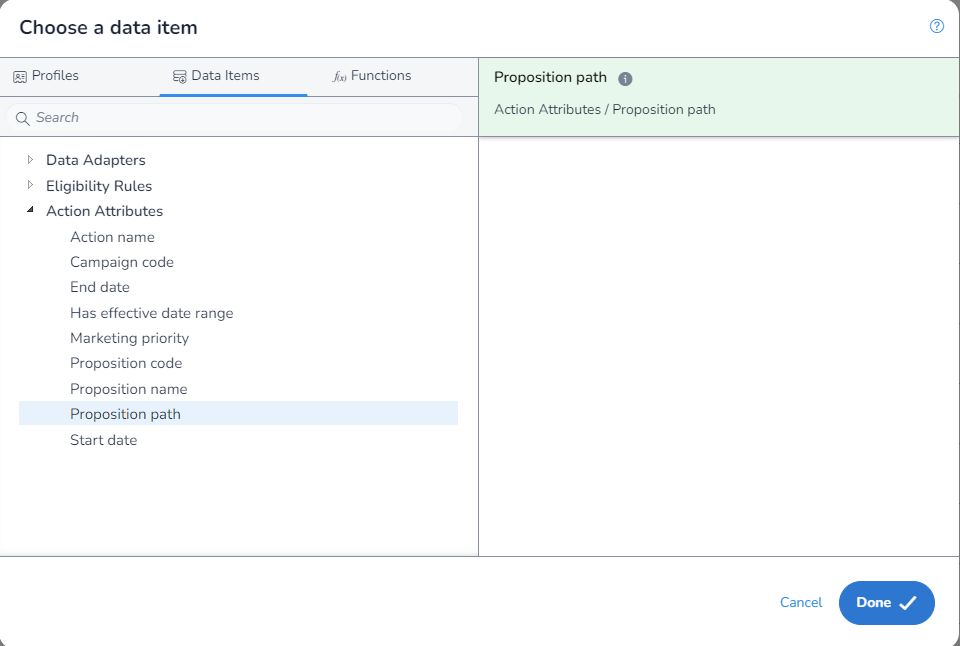 Choose a data item
Profiles
Data Items
f(x) Functions
Search
Data Adapters
Eligibility Rules
Action Attributes
Action name
Campaign code
End date
Has effective date range
Marketing priority
Proposition code
Proposition name
Proposition path
Start date
Proposition path
Action Attributes / Proposition path
Cancel
Done